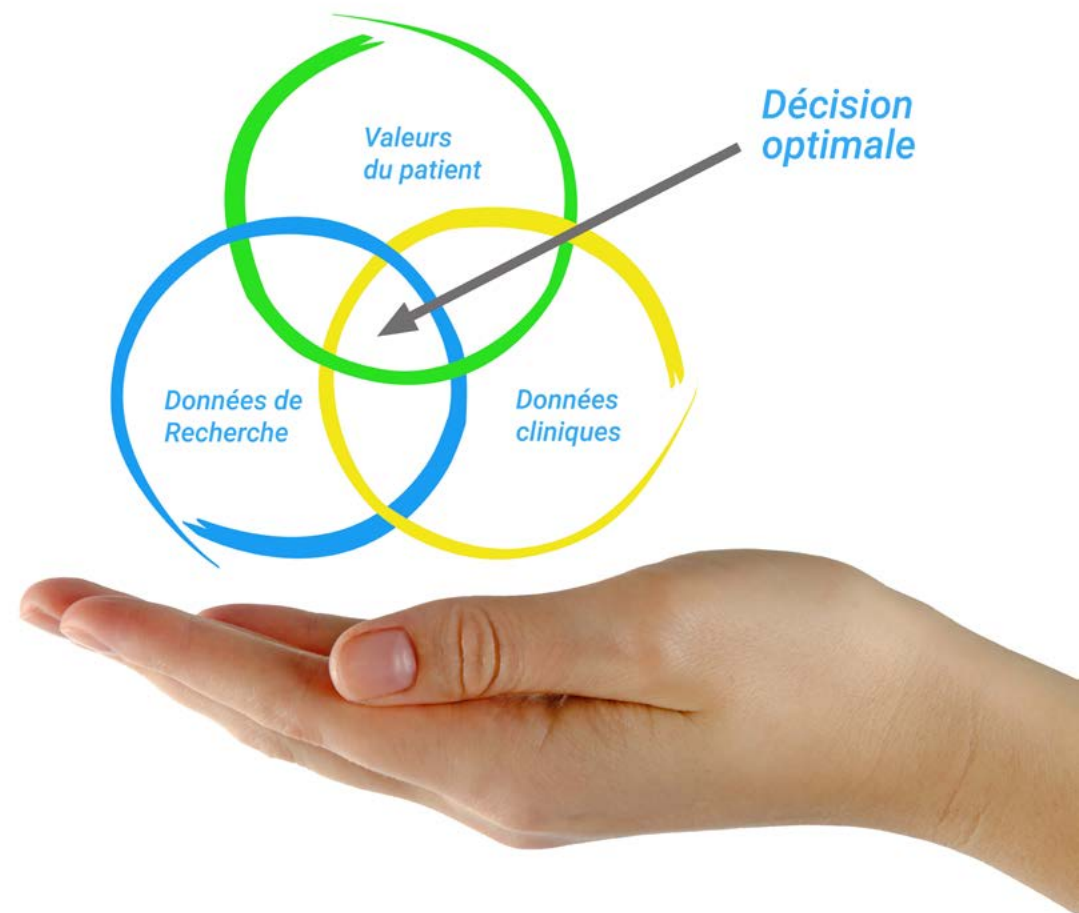 Décision
optimale
Valeurs
du patient
Données de
Recherche
Données
cliniques